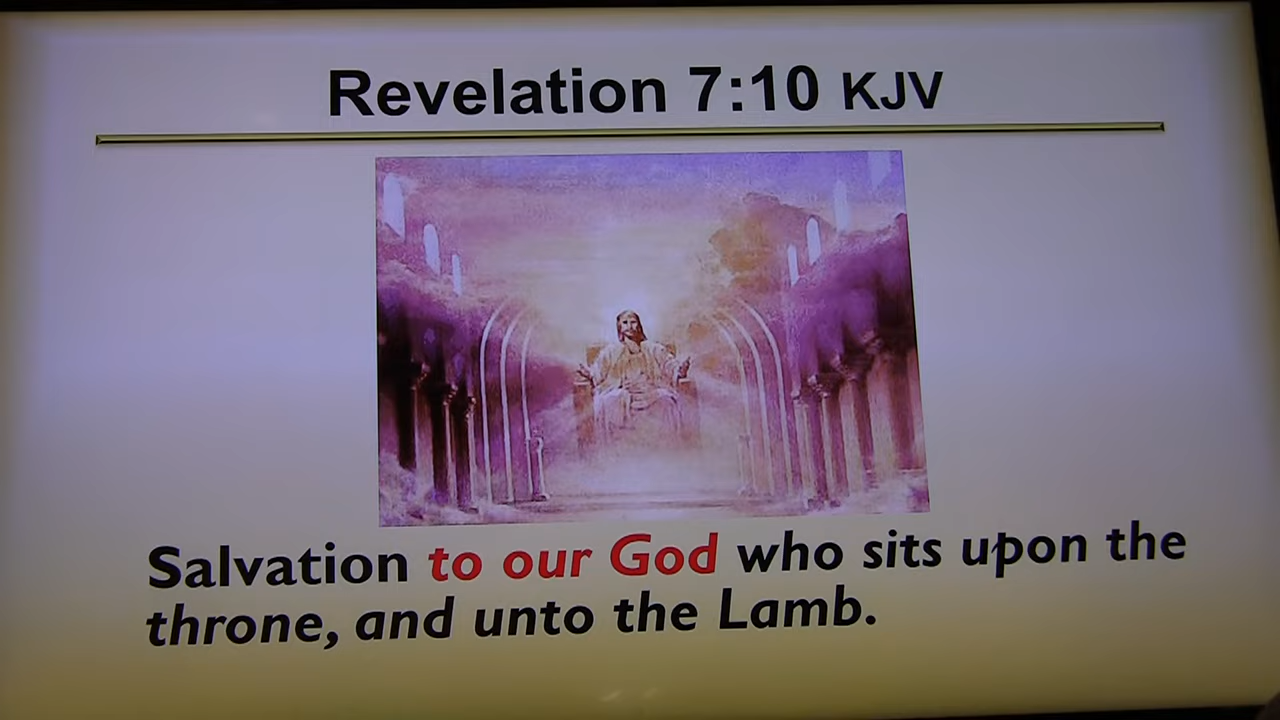 Revelation 7:10 KJV
Salvation to our God who sits upon the
throne, and unto the Lamb.